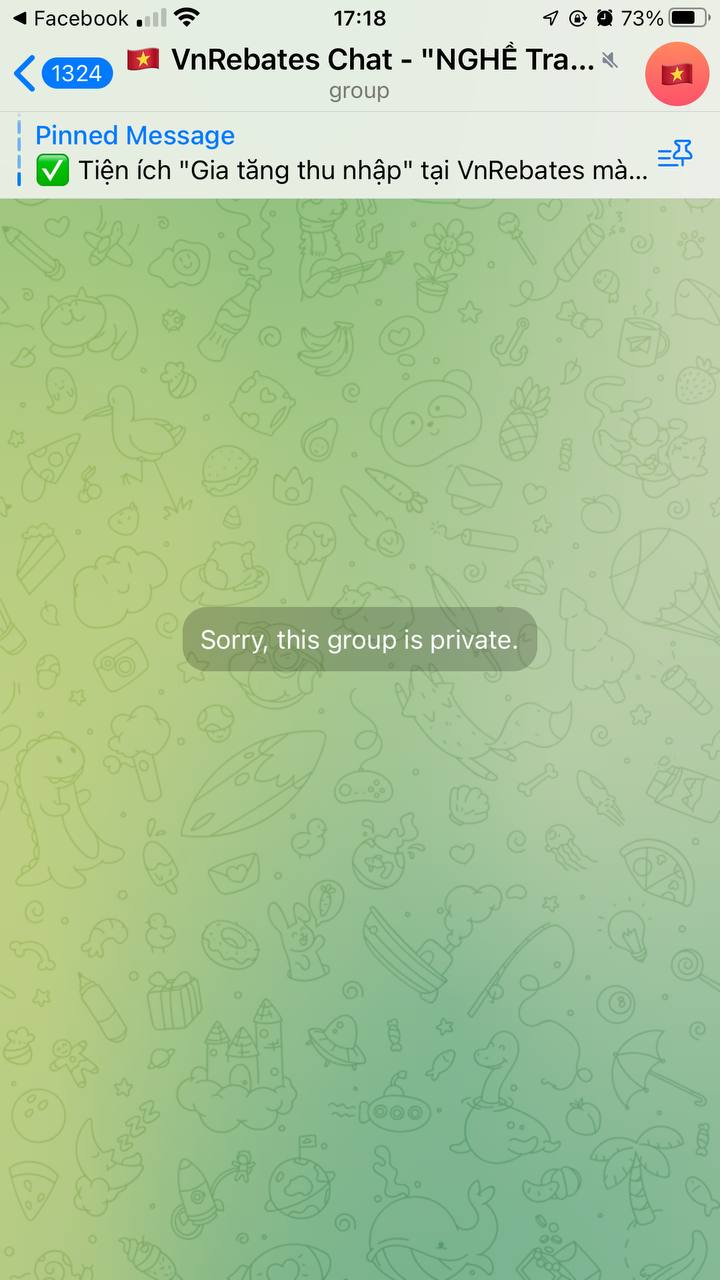 Facebook 17:18 73%
1324 VnRebates Chat - "NGHỀ Tra...
group
Pinned Message
Tiện ích "Gia tăng thu nhập" tại VnRebates mà...
Sorry, this group is private.